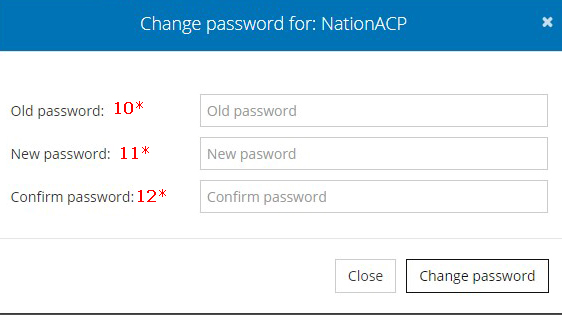 Change password for: NationACP ×
Old password: 10* Old password
New password: 11* New pasword
Confirm password: 12* Confirm password
Close Change password